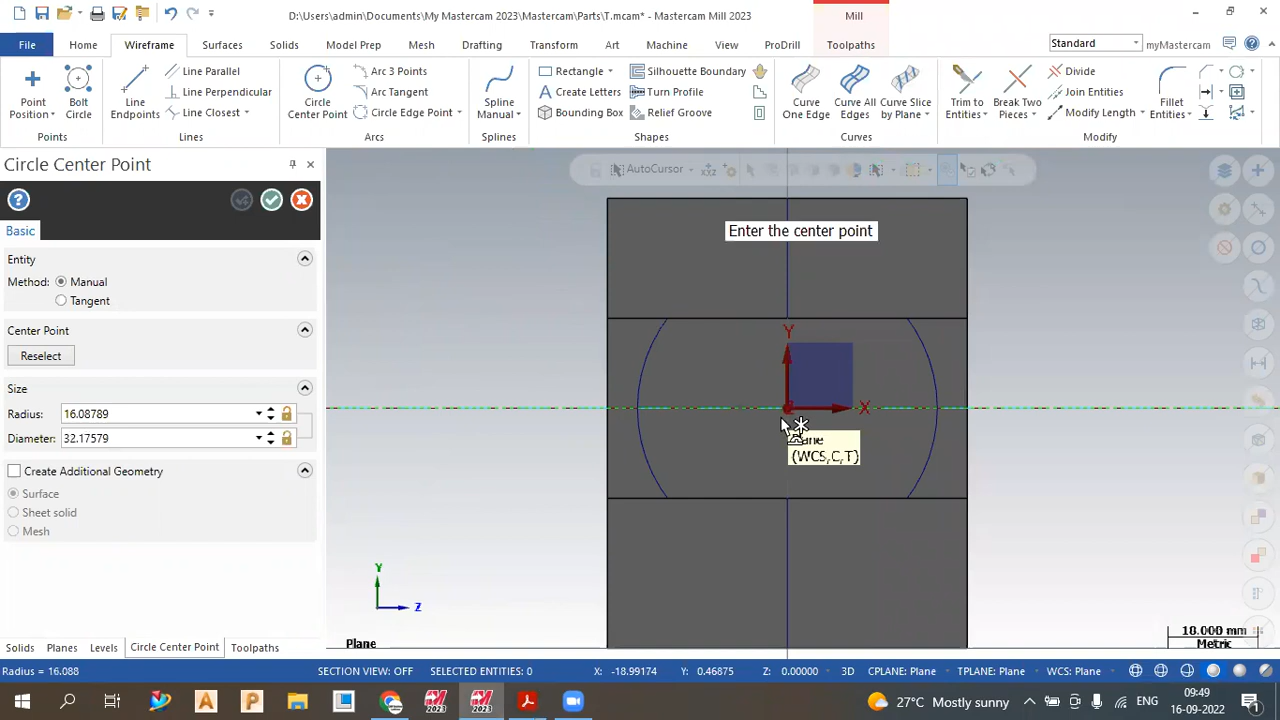 D:\Users\admin\Documents\My Mastercam 2023\Mastercam\Parts\T.mcam* - Mastercam Mill 2023
Mill
File Home Wireframe Surfaces Solids Model Prep Mesh Drafting Transform Art Machine View ProDrill Toolpaths
Standard myMastercam
Point Position
Bolt Circle
Points
Line Endpoints
Line Parallel
Line Perpendicular
Line Closest
Lines
Circle Center Point
Arc 3 Points
Arc Tangent
Circle Edge Point
Arcs
Spline Manual
Splines
Rectangle
Create Letters
Bounding Box
Silhouette Boundary
Turn Profile
Relief Groove
Shapes
Curve One Edge
Curve All Edges
Curve Slice by Plane
Curves
Trim to Entities
Break Two Pieces
Divide
Join Entities
Modify Length
Fillet Entities
Modify
Circle Center Point
Basic
Entity
Method: Manual
Tangent
Center Point
Reselect
Size
Radius: 16.08789
Diameter: 32.17579
Create Additional Geometry
Surface
Sheet solid
Mesh
AutoCursor
Enter the center point
Y
X
(WCS,C,T)
Y
Z
Plane
10.000 mm
Metric
Solids Planes Levels Circle Center Point Toolpaths
Radius = 16.088
SECTION VIEW: OFF SELECTED ENTITIES: 0 X: -18.99174 Y: 0.46875 Z: 0.00000 3D CPLANE: Plane TPLANE: Plane WCS: Plane
27°C Mostly sunny
ENG
09:49
16-09-2022